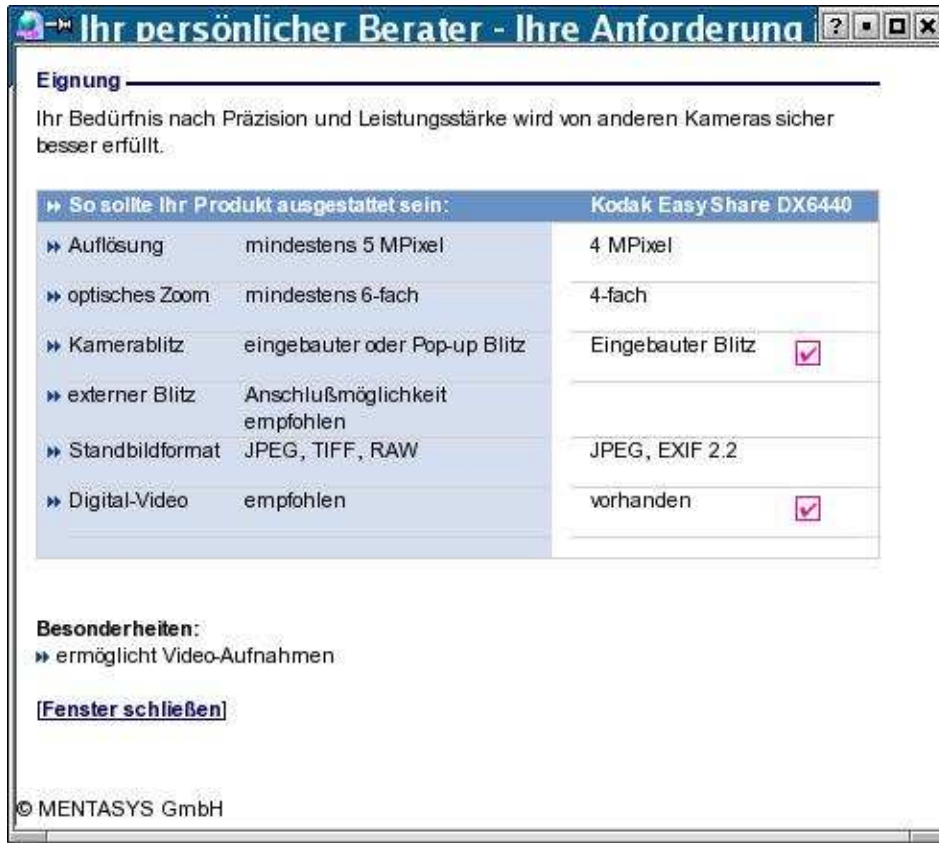 Ihr persönlicher Berater - Ihre Anforderung
Eignung
Ihr Bedürfnis nach Präzision und Leistungsstärke wird von anderen Kameras sicher
besser erfüllt.
So sollte Ihr Produkt ausgestattet sein: Kodak EasyShare DX6440
Auflösung mindestens 5 MPixel 4 MPixel
optisches Zoom mindestens 6-fach 4-fach
Kamerablitz eingebauter oder Pop-up Blitz Eingebauter Blitz
externer Blitz Anschlußmöglichkeit
empfohlen
Standbildformat JPEG, TIFF, RAW JPEG, EXIF 2.2
Digital-Video empfohlen vorhanden
Besonderheiten:
ermöglicht Video-Aufnahmen
[Fenster schließen]
© MENTASYS GmbH